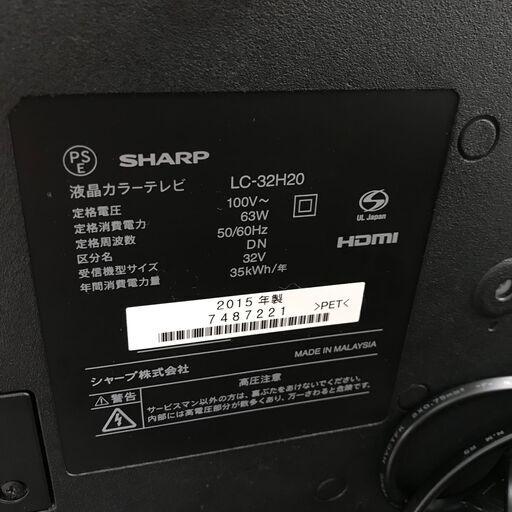 PS
E
SHARP
液晶カラーテレビ LC-32H20
定格電圧 100V～
定格消費電力 63W
定格周波数 50/60Hz
区分名 DN
受信機型サイズ 32V
年間消費電力量 35kWh/年
S
UL Japan
HDMI
2015年製
7487221
>PET<
MADE IN MALAYSIA
シャープ株式会社
⚠警告
高圧注意
サービスマン以外の方は、裏ぶたをあけないでください。
内部には高電圧部分が数多くあり、万一さわると危険です。